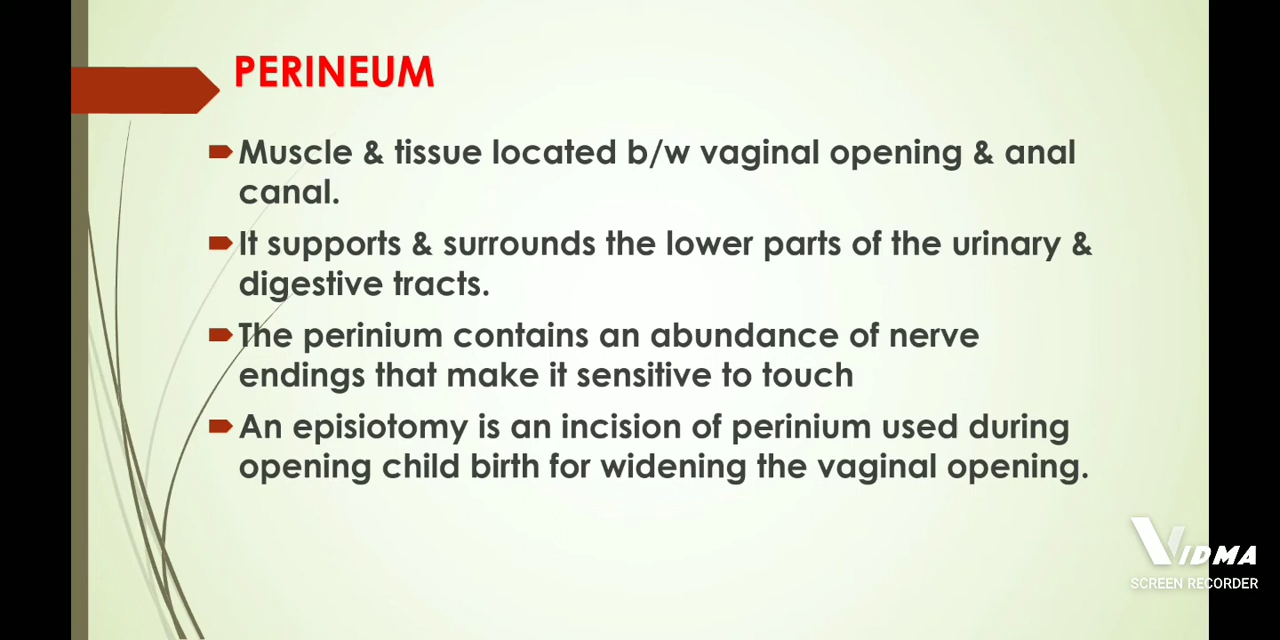 PERINEUM
Muscle & tissue located b/w vaginal opening & anal
canal.
It supports & surrounds the lower parts of the urinary &
digestive tracts.
The perinium contains an abundance of nerve
endings that make it sensitive to touch
An episiotomy is an incision of perinium used during
opening child birth for widening the vaginal opening.
VIDMA
SCREEN RECORDER